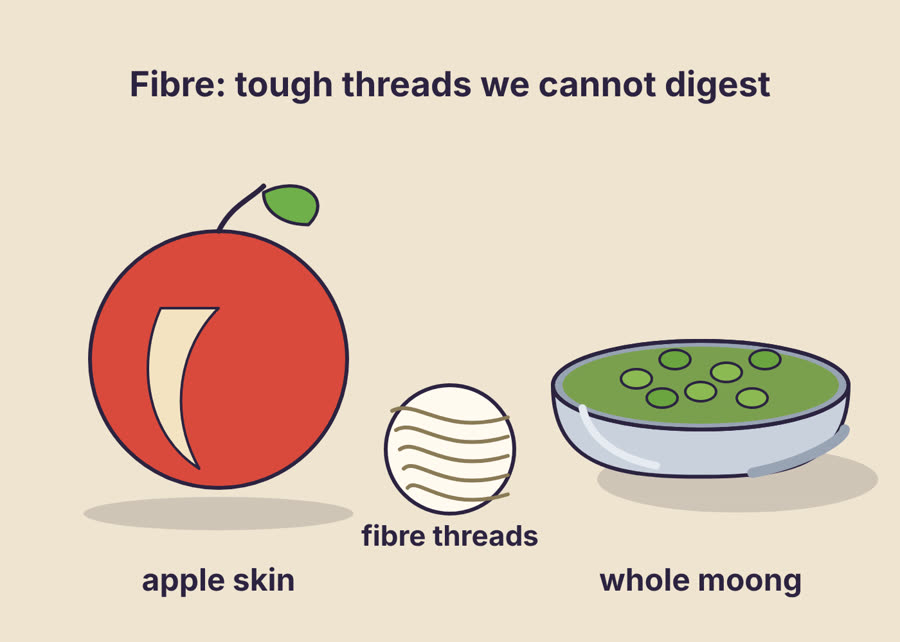 Fibre: tough threads we cannot digest
fibre threads
apple skin
whole moong